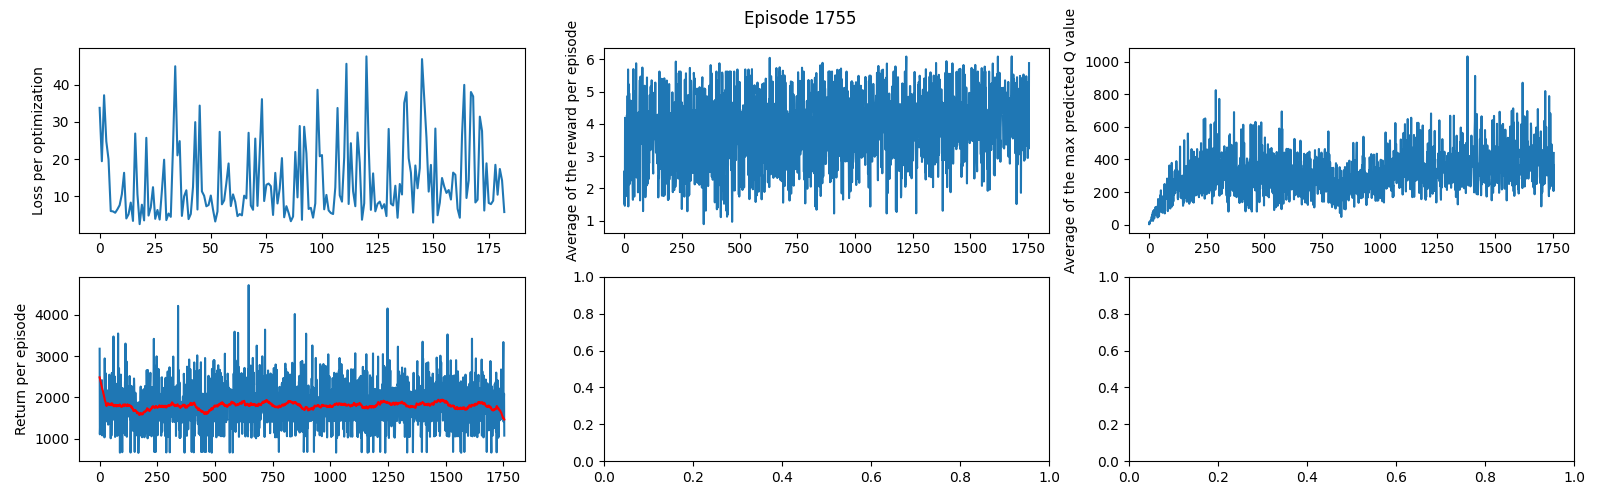 Episode 1755
Loss per optimization
40
30
20
10
0 25 50 75 100 125 150 175
Average of the reward per episode
6
5
4
3
2
1
0 250 500 750 1000 1250 1500 1750
Average of the max predicted Q value
1000
800
600
400
200
0
0 250 500 750 1000 1250 1500 1750
Return per episode
4000
3000
2000
1000
0 250 500 750 1000 1250 1500 1750
1.0
0.8
0.6
0.4
0.2
0.0
0.0 0.2 0.4 0.6 0.8 1.0
1.0
0.8
0.6
0.4
0.2
0.0
0.0 0.2 0.4 0.6 0.8 1.0